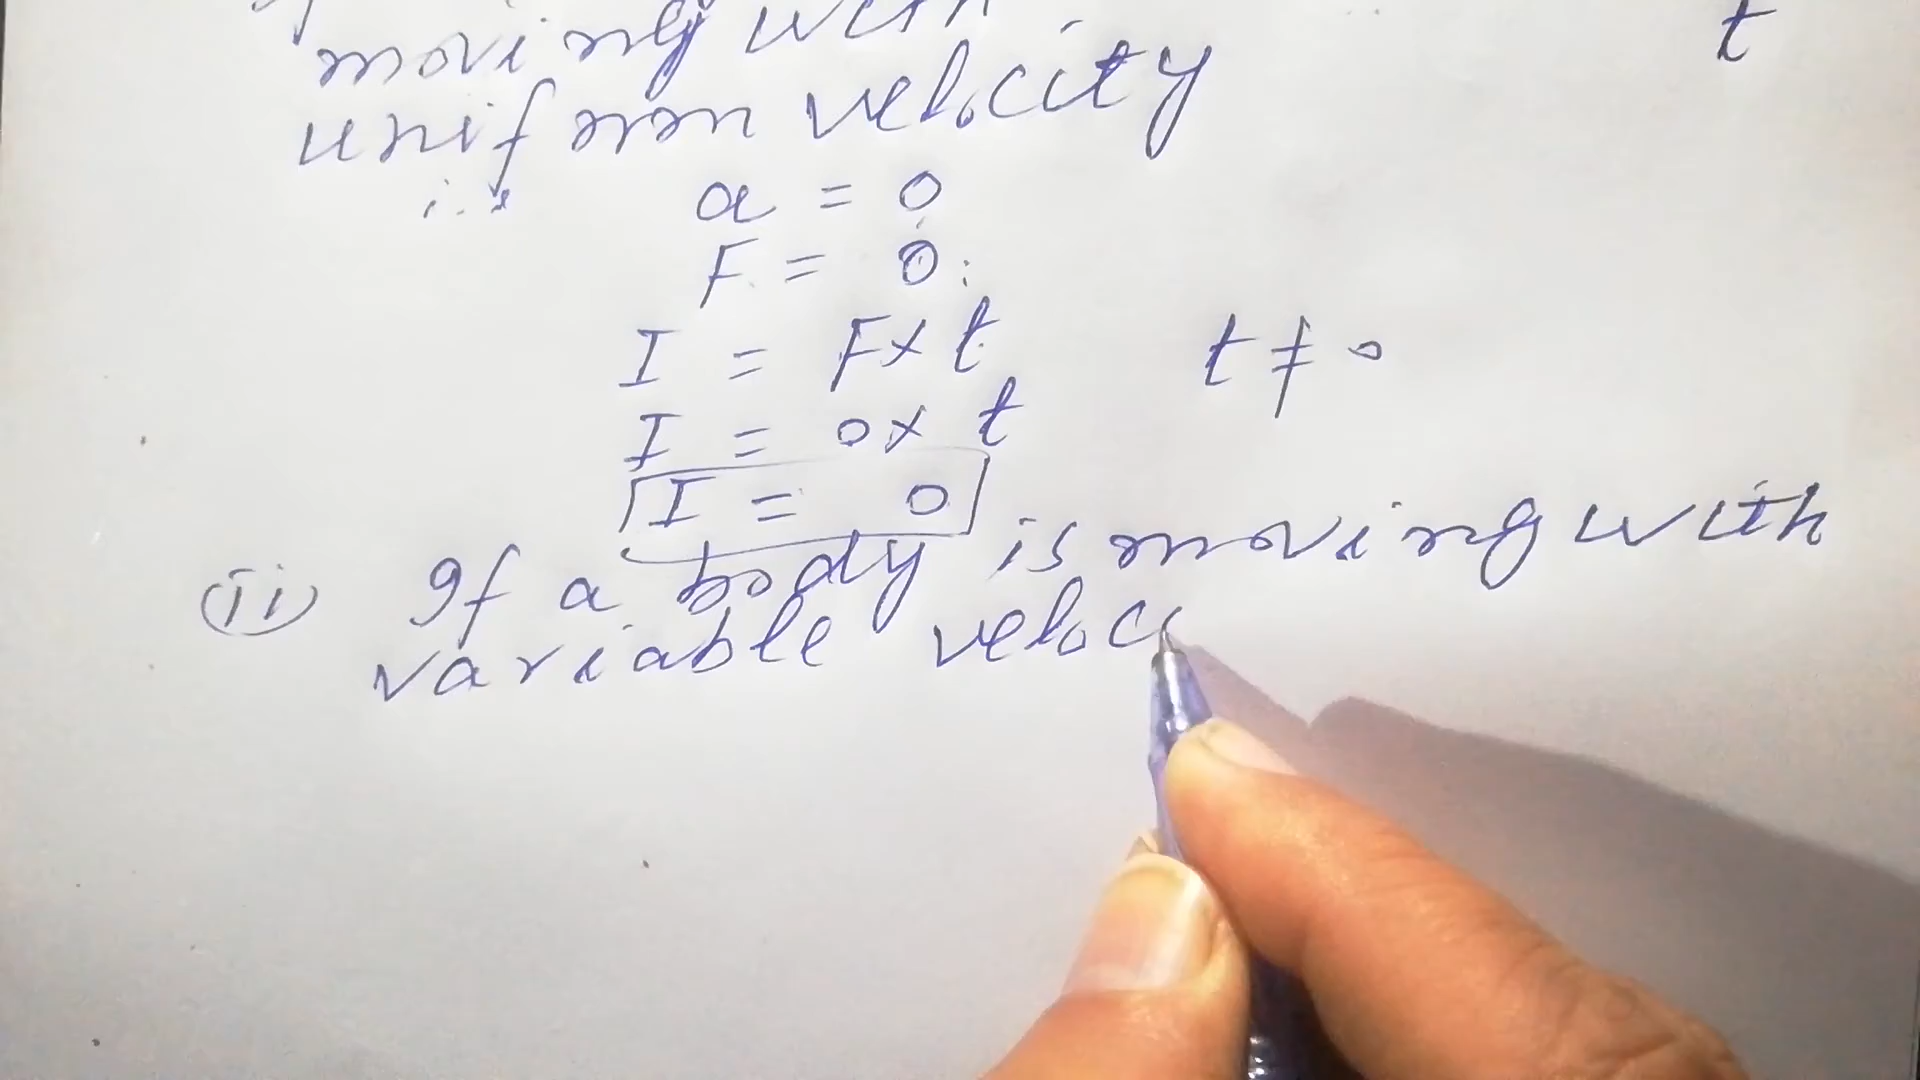 moving with
t
uniform velocity
i.e
a = 0
F = 0
I = F x t    t ≠ 0
I = 0 x t
I = 0
(ii) If a body is moving with
variable veloc